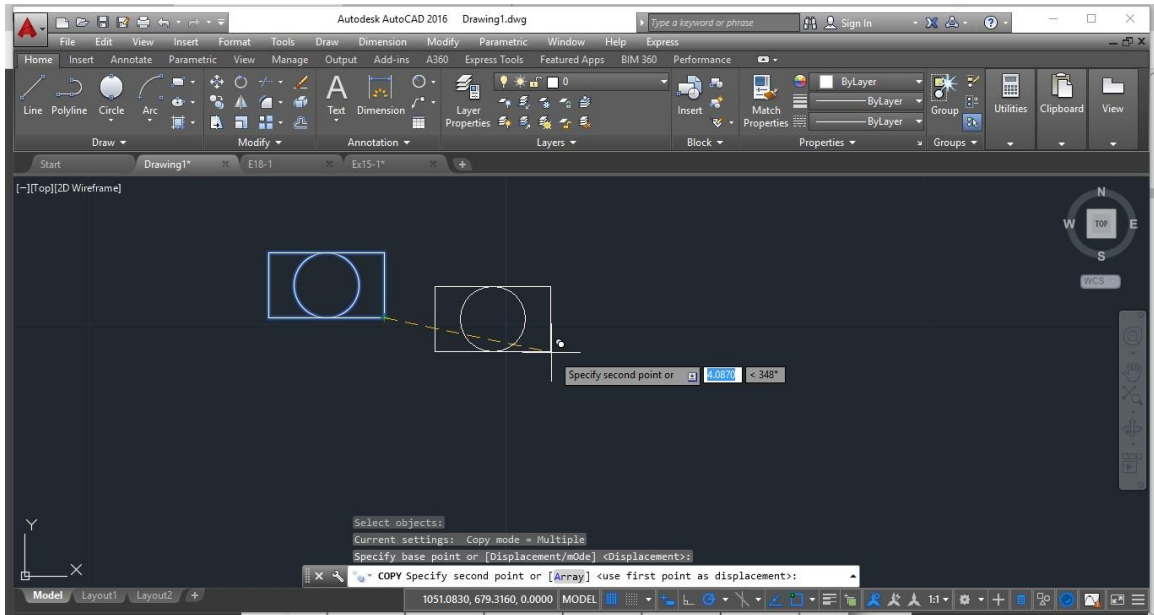 Autodesk AutoCAD 2016 Drawing1.dwg Type a keyword or phrase Sign In
File Edit View Insert Format Tools Draw Dimension Modify Parametric Window Help Express
Home Insert Annotate Parametric View Manage Output Add-ins A360 Express Tools Featured Apps BIM 360 Performance
0 ByLayer
Line Polyline Circle Arc Text Dimension Layer Properties Insert Match Properties ByLayer Group Utilities Clipboard View
ByLayer
Draw Modify Annotation Layers Block Properties Groups
Start Drawing1* E18-1 Ex15-1*
[−][Top][2D Wireframe]
N
W TOP E
S
WCS
Specify second point or 4.0870 < 348°
Y
X
Select objects:
Current settings: Copy mode = Multiple
Specify base point or [Displacement/mOde] <Displacement>:
COPY Specify second point or [Array] <use first point as displacement>:
Model Layout1 Layout2 + 1051.0830, 679.3160, 0.0000 MODEL 1:1